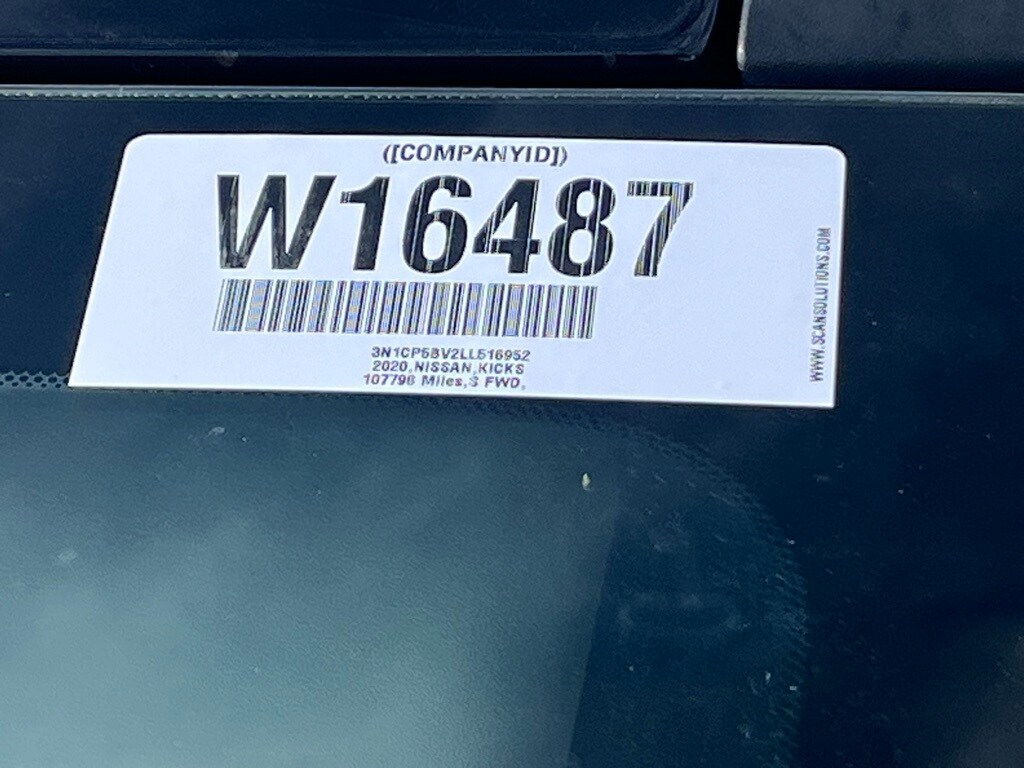 ([COMPANYID])
W16487
3N1CP5BV2LL516952
2020,NISSAN,KICKS
107796 Miles,S FWD,
WWW.SCANSOLUTIONS.COM